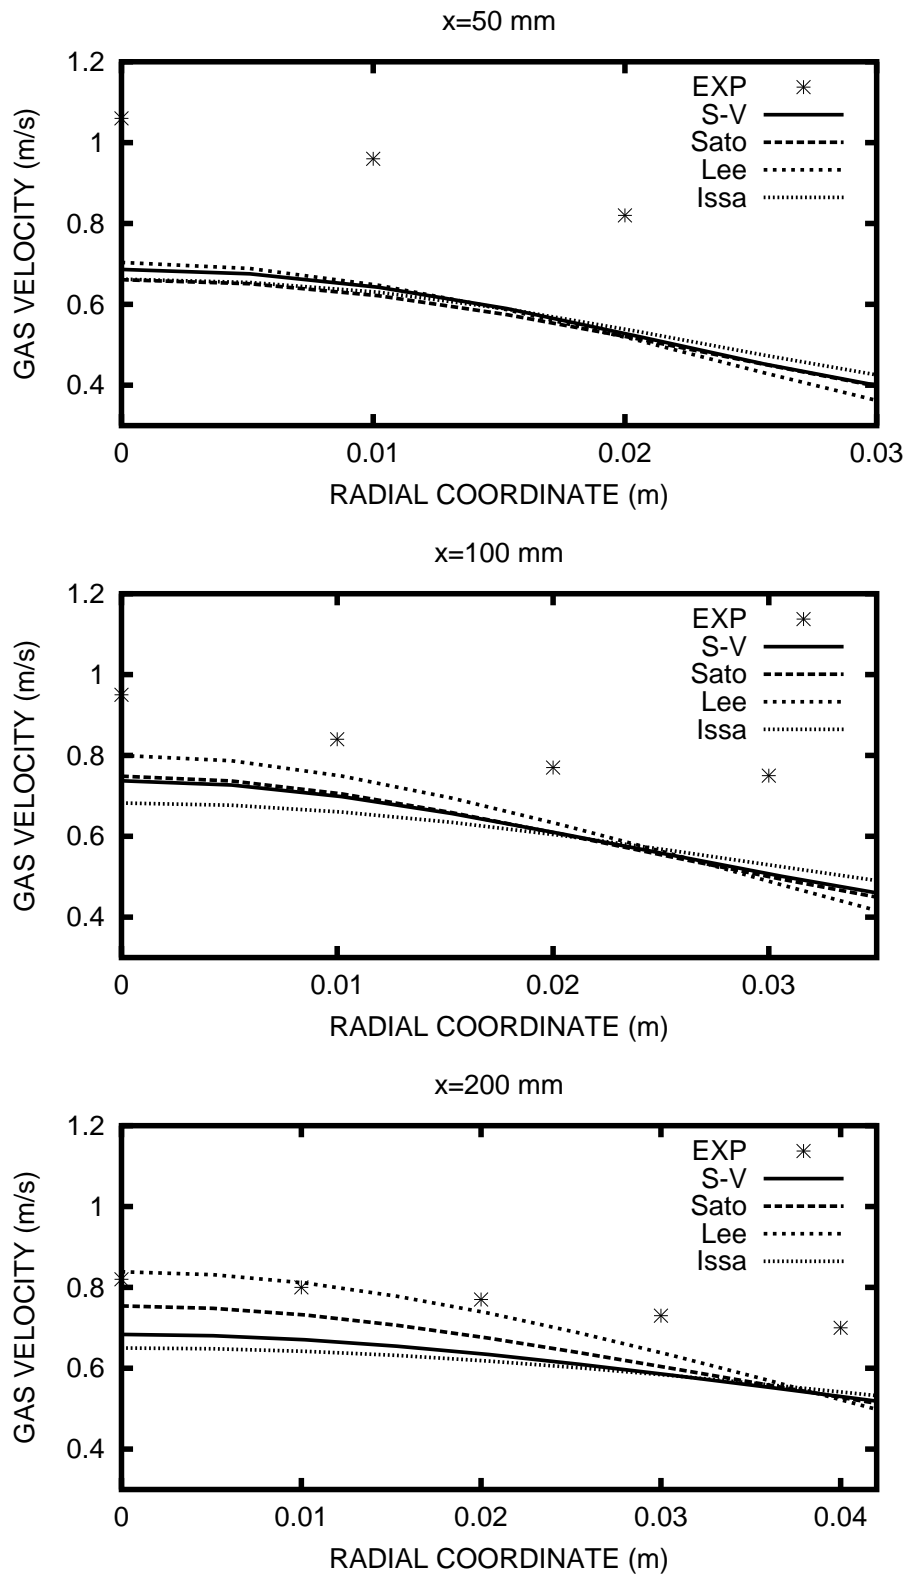 x=50 mm
1.2
1
0.8
0.6
0.4
GAS VELOCITY (m/s)
EXP
S-V
Sato
Lee
Issa
0 0.01 0.02 0.03
RADIAL COORDINATE (m)
x=100 mm
1.2
1
0.8
0.6
0.4
GAS VELOCITY (m/s)
EXP
S-V
Sato
Lee
Issa
0 0.01 0.02 0.03
RADIAL COORDINATE (m)
x=200 mm
1.2
1
0.8
0.6
0.4
GAS VELOCITY (m/s)
EXP
S-V
Sato
Lee
Issa
0 0.01 0.02 0.03 0.04
RADIAL COORDINATE (m)